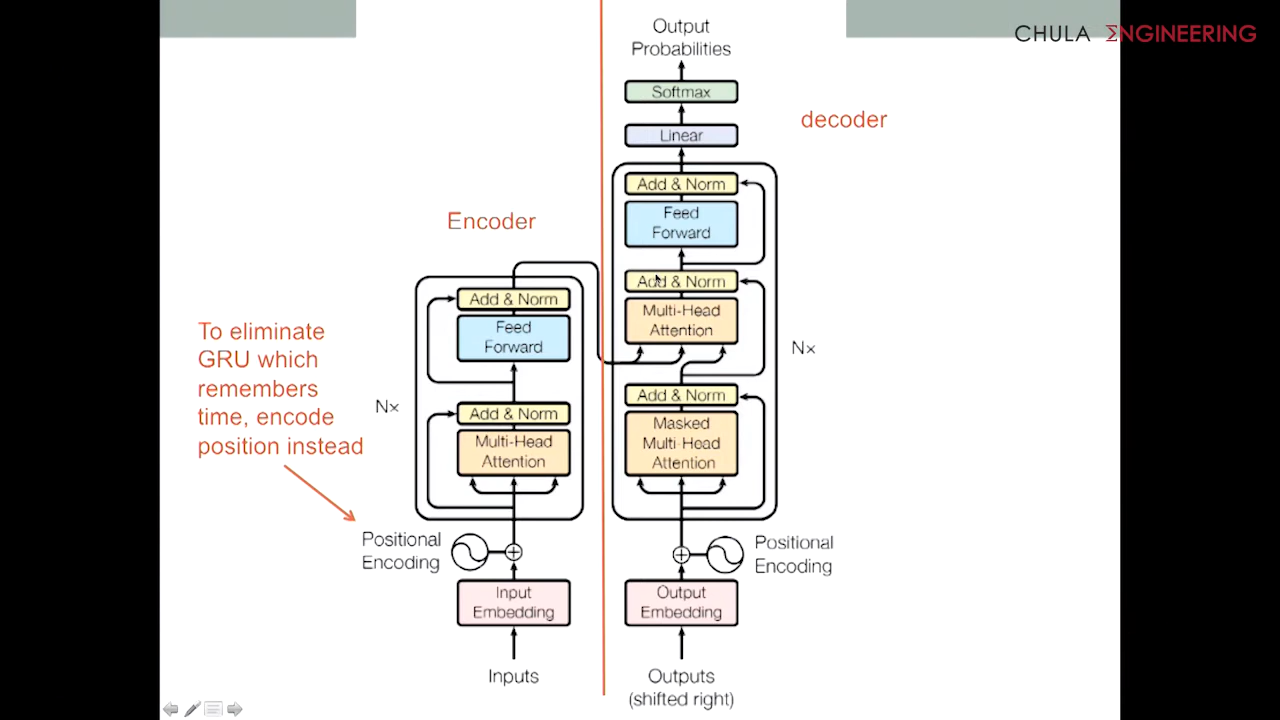 CHULA ΣNGINEERING
Output
Probabilities
Softmax
Linear
decoder
Add & Norm
Feed
Forward
Add & Norm
Multi-Head
Attention
Nx
Add & Norm
Masked
Multi-Head
Attention
Encoder
Add & Norm
Feed
Forward
To eliminate
GRU which
remembers
time, encode
position instead
Nx
Add & Norm
Multi-Head
Attention
Positional
Encoding
Positional
Encoding
Input
Embedding
Output
Embedding
Inputs
Outputs
(shifted right)